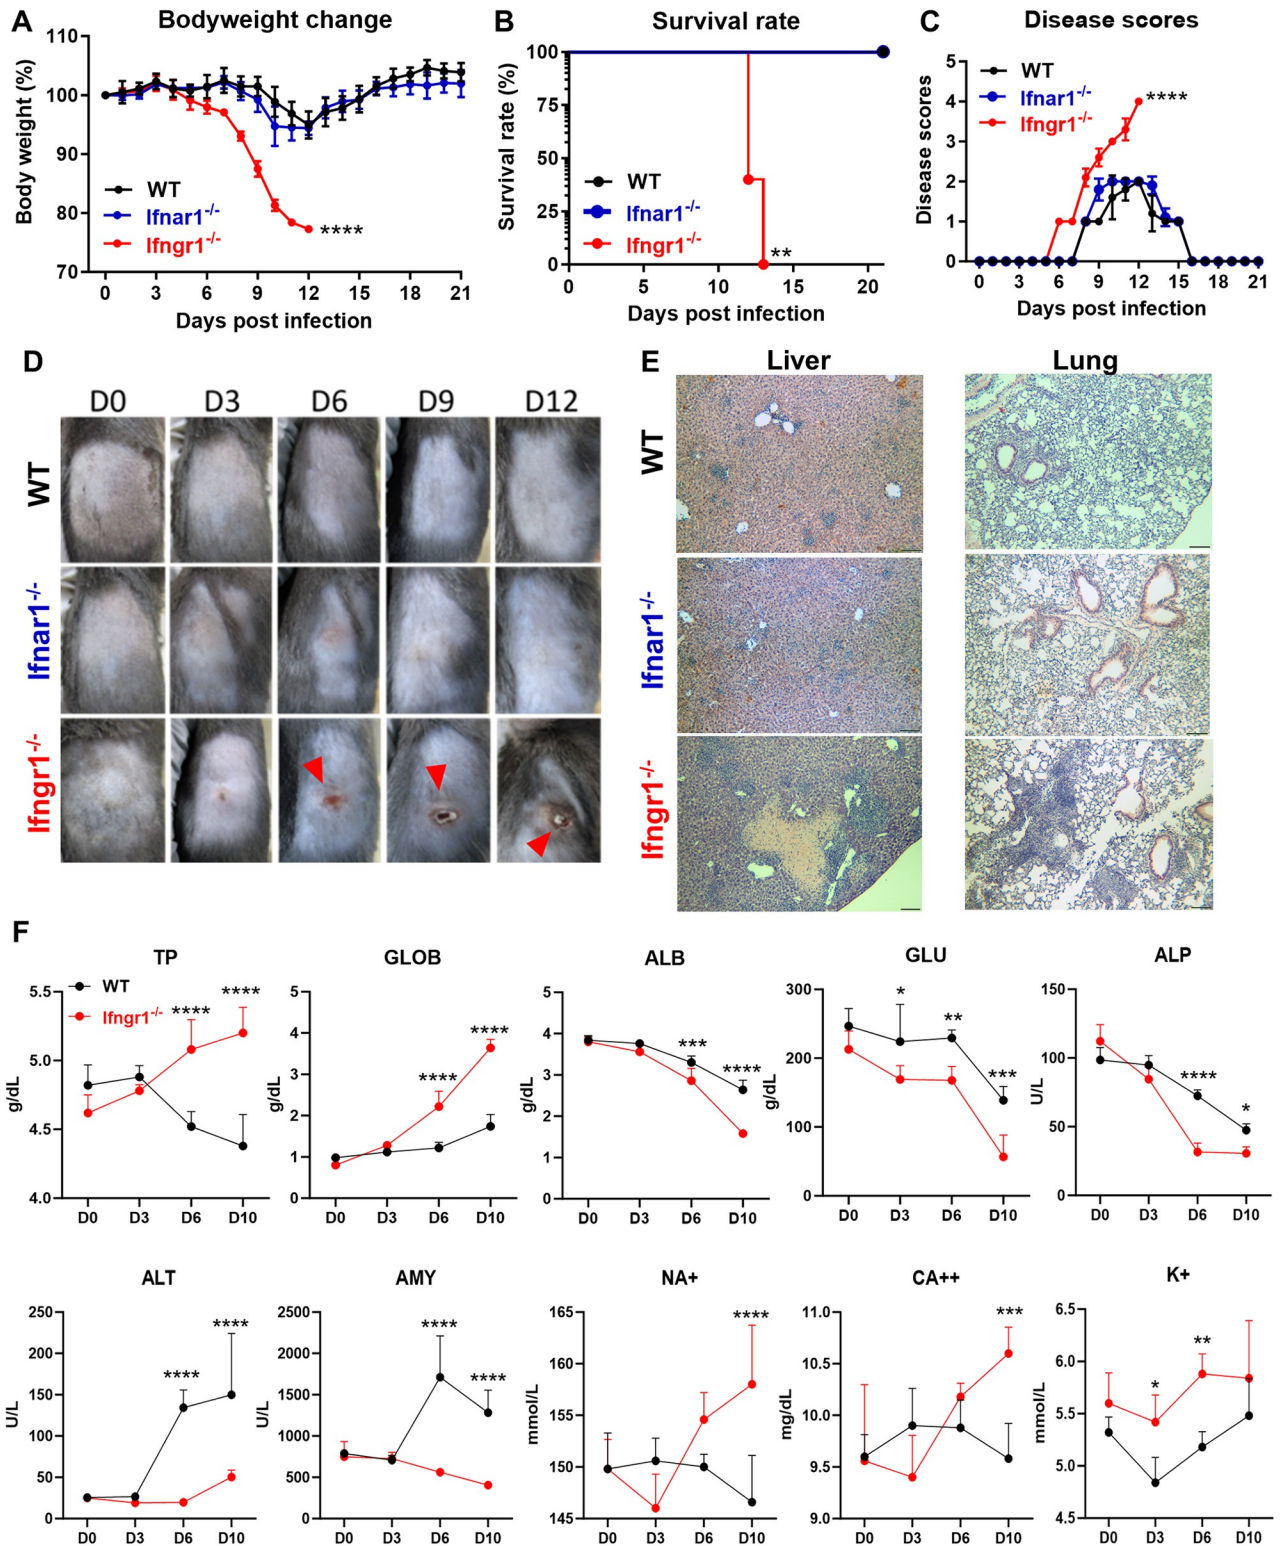 A
Bodyweight change
Body weight (%)
110
100
90
80
70
WT
Ifnar1-/-
Ifngr1-/-
****
0 3 6 9 12 15 18 21
Days post infection
B
Survival rate
Survival rate (%)
100
75
50
25
0
WT
Ifnar1-/-
Ifngr1-/-
**
0 5 10 15 20
Days post infection
C
Disease scores
Disease scores
5
4
3
2
1
0
WT
Ifnar1-/-
Ifngr1-/-
****
0 3 6 9 12 15 18 21
Days post infection
D
D0 D3 D6 D9 D12
WT
Ifnar1-/-
Ifngr1-/-
E
Liver Lung
WT
Ifnar1-/-
Ifngr1-/-
F
TP
WT
Ifngr1-/-
g/dL
5.5
5.0
4.5
4.0
**** ****
D0 D3 D6 D10
GLOB
g/dL
5
4
3
2
1
0
**** ****
D0 D3 D6 D10
ALB
g/dL
5
4
3
2
1
0
*** ****
D0 D3 D6 D10
GLU
g/dL
300
200
100
0
* ** ***
D0 D3 D6 D10
ALP
U/L
150
100
50
0
**** *
D0 D3 D6 D10
ALT
U/L
250
200
150
100
50
0
**** ****
D0 D3 D6 D10
AMY
U/L
2500
2000
1500
1000
500
0
**** ****
D0 D3 D6 D10
NA+
mmol/L
165
160
155
150
145
****
D0 D3 D6 D10
CA++
mg/dL
11.0
10.5
10.0
9.5
9.0
***
D0 D3 D6 D10
K+
mmol/L
6.5
6.0
5.5
5.0
4.5
* **
D0 D3 D6 D10